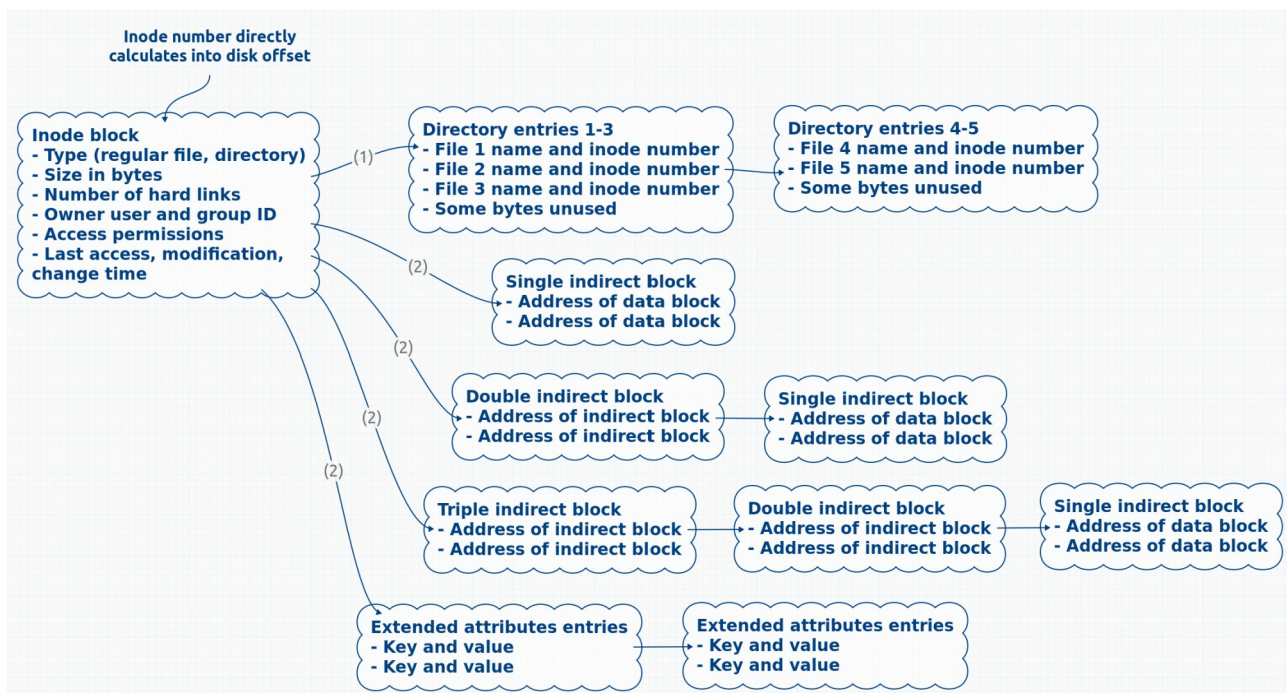 Inode number directly
calculates into disk offset
Inode block
- Type (regular file, directory)
- Size in bytes
- Number of hard links
- Owner user and group ID
- Access permissions
- Last access, modification,
change time
(1)
Directory entries 1-3
- File 1 name and inode number
- File 2 name and inode number
- File 3 name and inode number
- Some bytes unused
Directory entries 4-5
- File 4 name and inode number
- File 5 name and inode number
- Some bytes unused
(2)
Single indirect block
- Address of data block
- Address of data block
(2)
Double indirect block
- Address of indirect block
- Address of indirect block
Single indirect block
- Address of data block
- Address of data block
(2)
Triple indirect block
- Address of indirect block
- Address of indirect block
Double indirect block
- Address of indirect block
- Address of indirect block
Single indirect block
- Address of data block
- Address of data block
(2)
Extended attributes entries
- Key and value
- Key and value
Extended attributes entries
- Key and value
- Key and value